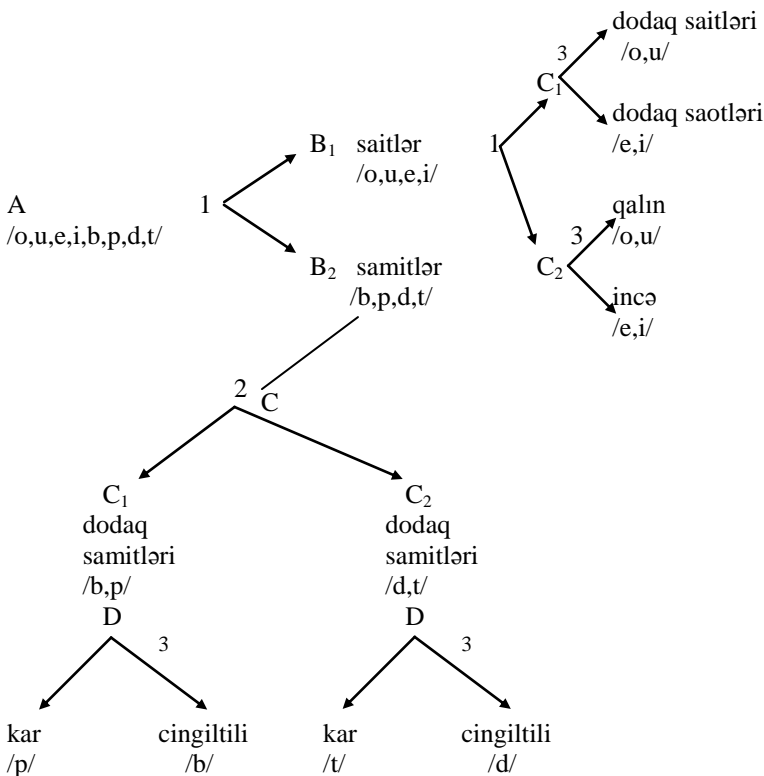 A
/o,u,e,i,b,p,d,t/
1
B₁ saitlər
/o,u,e,i/
B₂ samitlər
/b,p,d,t/
1
C₁
3
dodaq saitləri
/o,u/
dodaq saotləri
/e,i/
C₂
3
qalın
/o,u/
incə
/e,i/
2
C
C₁
dodaq
samitləri
/b,p/
D
3
kar
/p/
cingiltili
/b/
C₂
dodaq
samitləri
/d,t/
D
3
kar
/t/
cingiltili
/d/